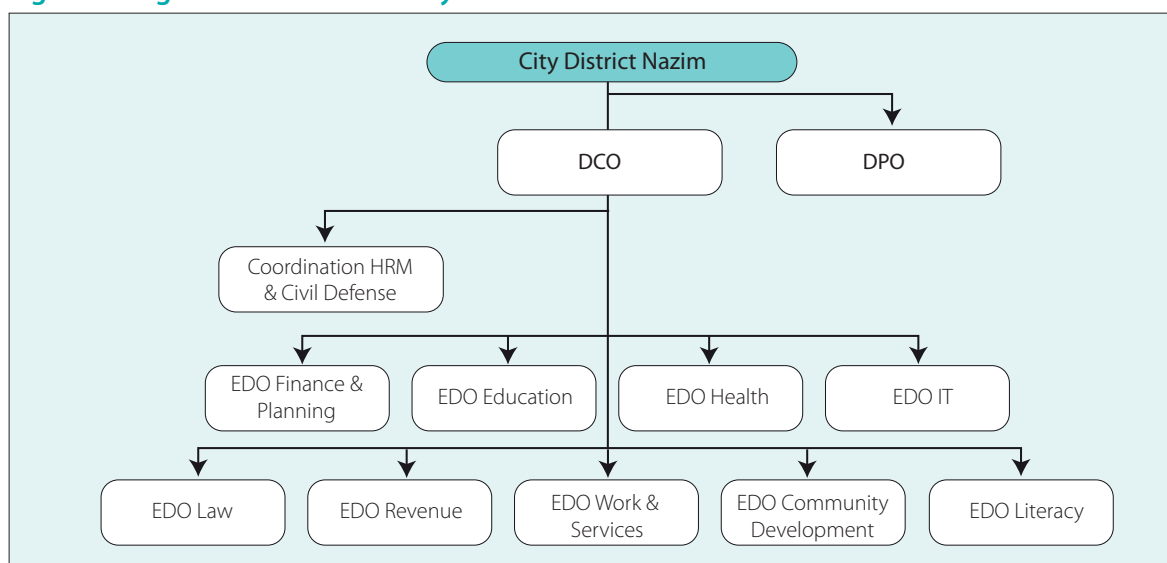 City District Nazim
DCO
DPO
Coordination HRM
& Civil Defense
EDO Finance &
Planning
EDO Education
EDO Health
EDO IT
EDO Law
EDO Revenue
EDO Work &
Services
EDO Community
Development
EDO Literacy